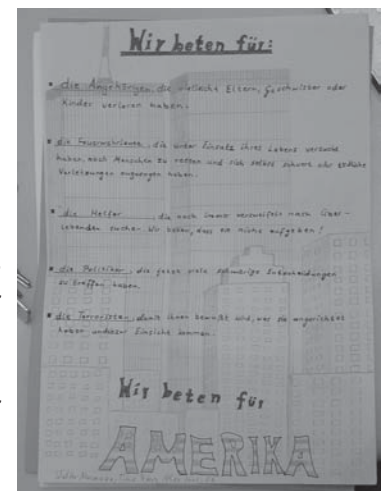 Wir beten für:
• die Angehörigen, die vielleicht Eltern, Geschwister oder
Kinder verloren haben.
• die Feuerwehrleute, die unter Einsatz ihres Lebens versucht
haben, noch Menschen zu retten und sich selbst schwere oder tödliche
Verletzungen zugezogen haben.
• die Helfer, die noch immer verzweifelt nach Über-
lebenden suchen. Wir beten, dass sie nicht aufgeben!
• die Politiker, die jetzt viele schwierige Entscheidungen
zu treffen haben.
• die Terroristen, damit ihnen bewußt wird, was sie angerichtet
haben und zur Einsicht kommen.
Wir beten für
AMERIKA